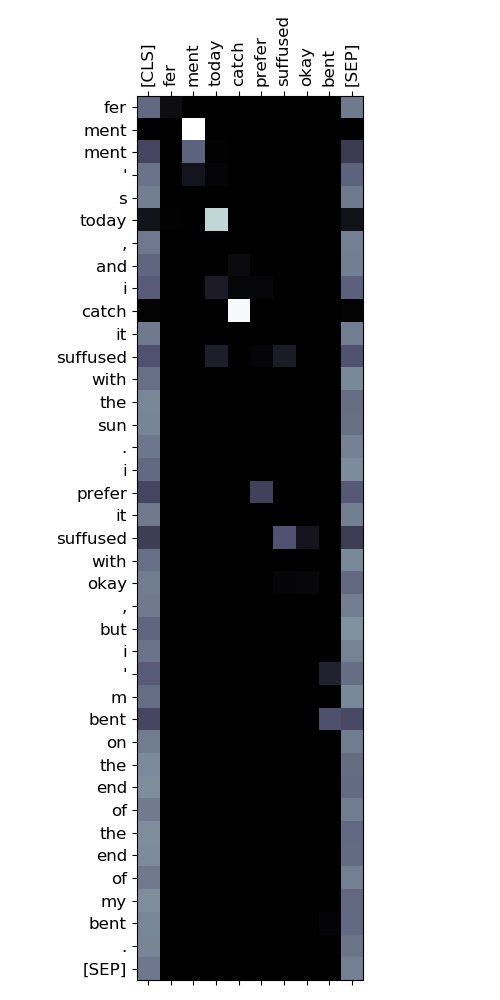 [CLS]
fer
ment
today
catch
prefer
suffused
okay
bent
[SEP]
fer
ment
ment
'
s
today
,
and
i
catch
it
suffused
with
the
sun
.
i
prefer
it
suffused
with
okay
,
but
i
'
m
bent
on
the
end
of
the
end
of
my
bent
.
[SEP]